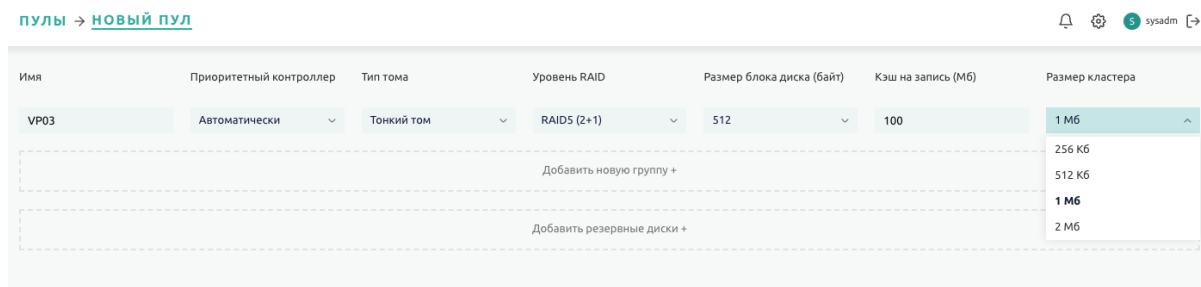 ПУЛЫ → НОВЫЙ ПУЛ
S sysadm
Имя Приоритетный контроллер Тип тома Уровень RAID Размер блока диска (байт) Кэш на запись (Мб) Размер кластера
VP03 Автоматически Тонкий том RAID5 (2+1) 512 100 1 Мб
256 Кб
Добавить новую группу +
512 Кб
1 Мб
2 Мб
Добавить резервные диски +